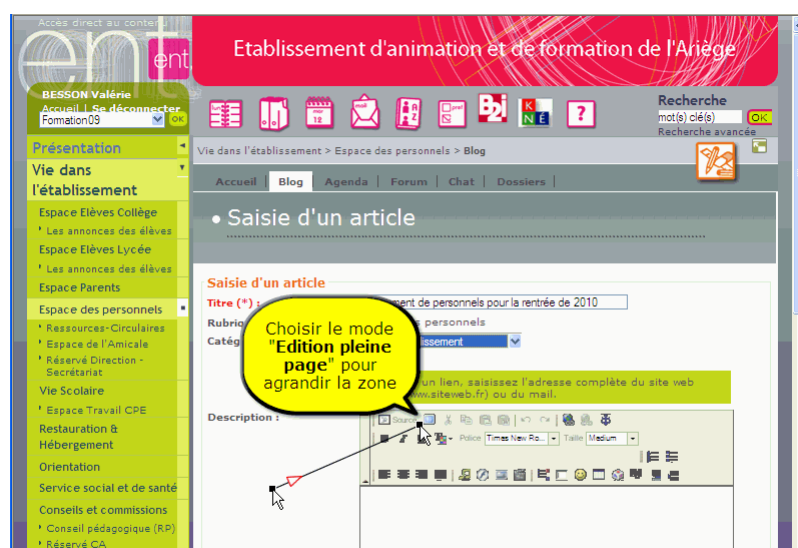 Acces direct au contenu
ent
ent
Etablissement d'animation et de formation de l'Ariège
BESSON Valérie
Accueil | Se déconnecter
Formation09
OK
Recherche
mot(s) clé(s)
OK
Recherche avancée
Présentation
Vie dans l'établissement > Espace des personnels > Blog
Vie dans
l'établissement
Accueil | Blog | Agenda | Forum | Chat | Dossiers |
Espace Elèves Collège
Les annonces des élèves
Espace Elèves Lycée
Les annonces des élèves
Espace Parents
Espace des personnels
Ressources-Circulaires
Espace de l'Amicale
Réservé Direction -
Secrétariat
Vie Scolaire
Espace Travail CPE
Restauration &
Hébergement
Orientation
Service social et de santé
Conseils et commissions
Conseil pédagogique (RP)
Réservé CA
• Saisie d'un article
Saisie d'un article
Titre (*) :
ment de personnels pour la rentrée de 2010
Rubriq
personnels
Catég
issement
Choisir le mode
"Edition pleine
page" pour
agrandir la zone
un lien, saisissez l'adresse complète du site web
www.siteweb.fr) ou du mail.
Description :
Source
Police Times New Ro... Taille Medium